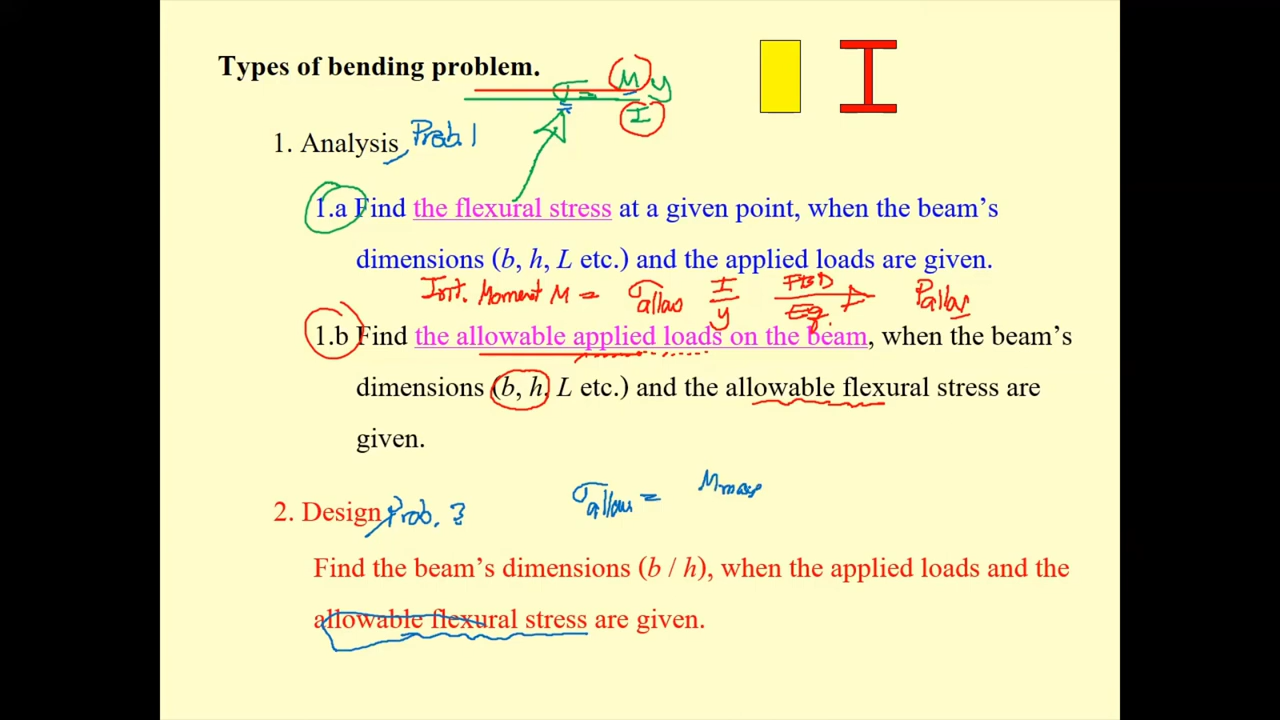 Types of bending problem.
σ = M y
I
1. Analysis, Prob. 1
1.a Find the flexural stress at a given point, when the beam's
dimensions (b, h, L etc.) and the applied loads are given.
Int. Moment M = σallow I / y FBD Eq. Pallow
1.b Find the allowable applied loads on the beam, when the beam's
dimensions (b, h, L etc.) and the allowable flexural stress are
given.
σallow = Mmax
2. Design, Prob.
Find the beam's dimensions (b / h), when the applied loads and the
allowable flexural stress are given.